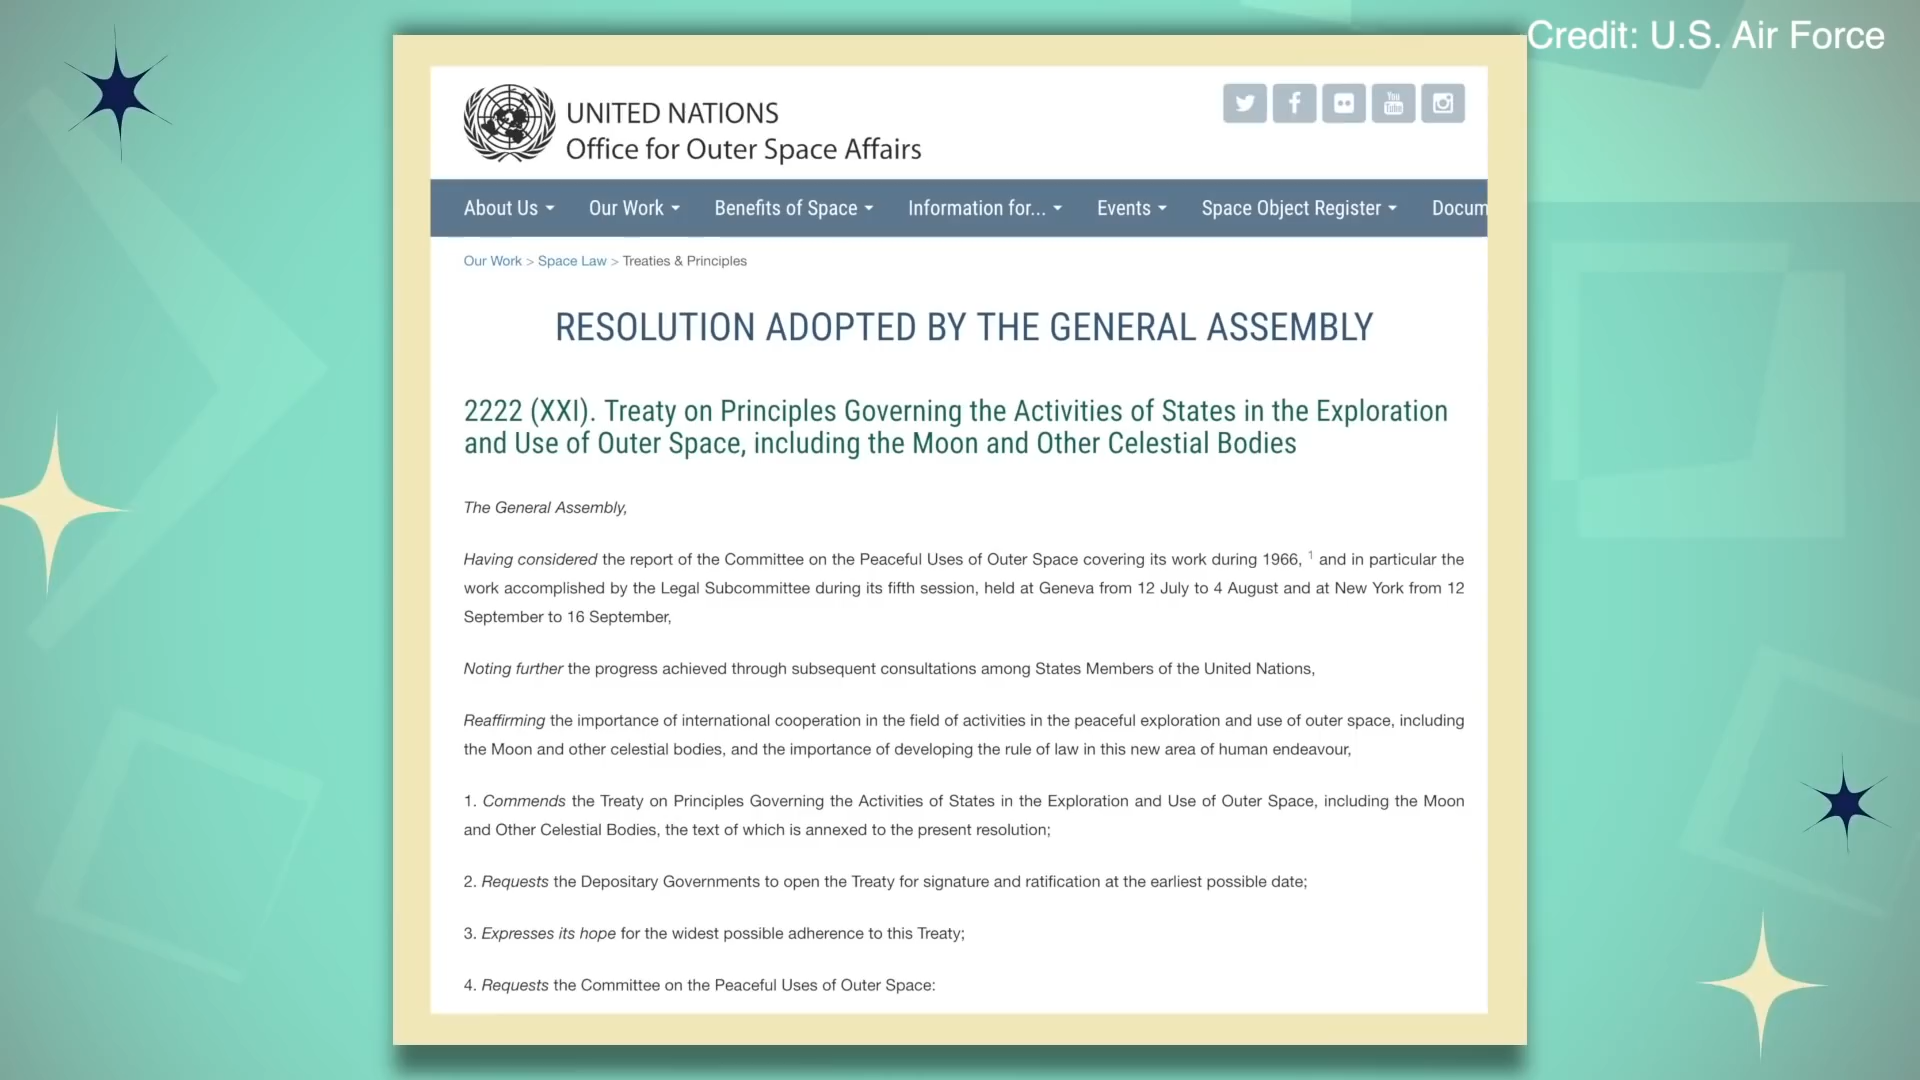 Credit: U.S. Air Force
UNITED NATIONS
Office for Outer Space Affairs
You
Tube
About Us
Our Work
Benefits of Space
Information for...
Events
Space Object Register
Docum
Our Work > Space Law > Treaties & Principles
RESOLUTION ADOPTED BY THE GENERAL ASSEMBLY
2222 (XXI). Treaty on Principles Governing the Activities of States in the Exploration
and Use of Outer Space, including the Moon and Other Celestial Bodies
The General Assembly,
Having considered the report of the Committee on the Peaceful Uses of Outer Space covering its work during 1966, 1 and in particular the
work accomplished by the Legal Subcommittee during its fifth session, held at Geneva from 12 July to 4 August and at New York from 12
September to 16 September,
Noting further the progress achieved through subsequent consultations among States Members of the United Nations,
Reaffirming the importance of international cooperation in the field of activities in the peaceful exploration and use of outer space, including
the Moon and other celestial bodies, and the importance of developing the rule of law in this new area of human endeavour,
1. Commends the Treaty on Principles Governing the Activities of States in the Exploration and Use of Outer Space, including the Moon
and Other Celestial Bodies, the text of which is annexed to the present resolution;
2. Requests the Depositary Governments to open the Treaty for signature and ratification at the earliest possible date;
3. Expresses its hope for the widest possible adherence to this Treaty;
4. Requests the Committee on the Peaceful Uses of Outer Space: